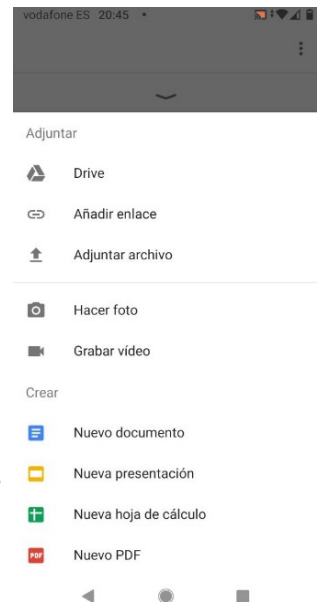 vodafone ES 20:45
Adjuntar
Drive
Añadir enlace
Adjuntar archivo
Hacer foto
Grabar vídeo
Crear
Nuevo documento
Nueva presentación
Nueva hoja de cálculo
PDF Nuevo PDF